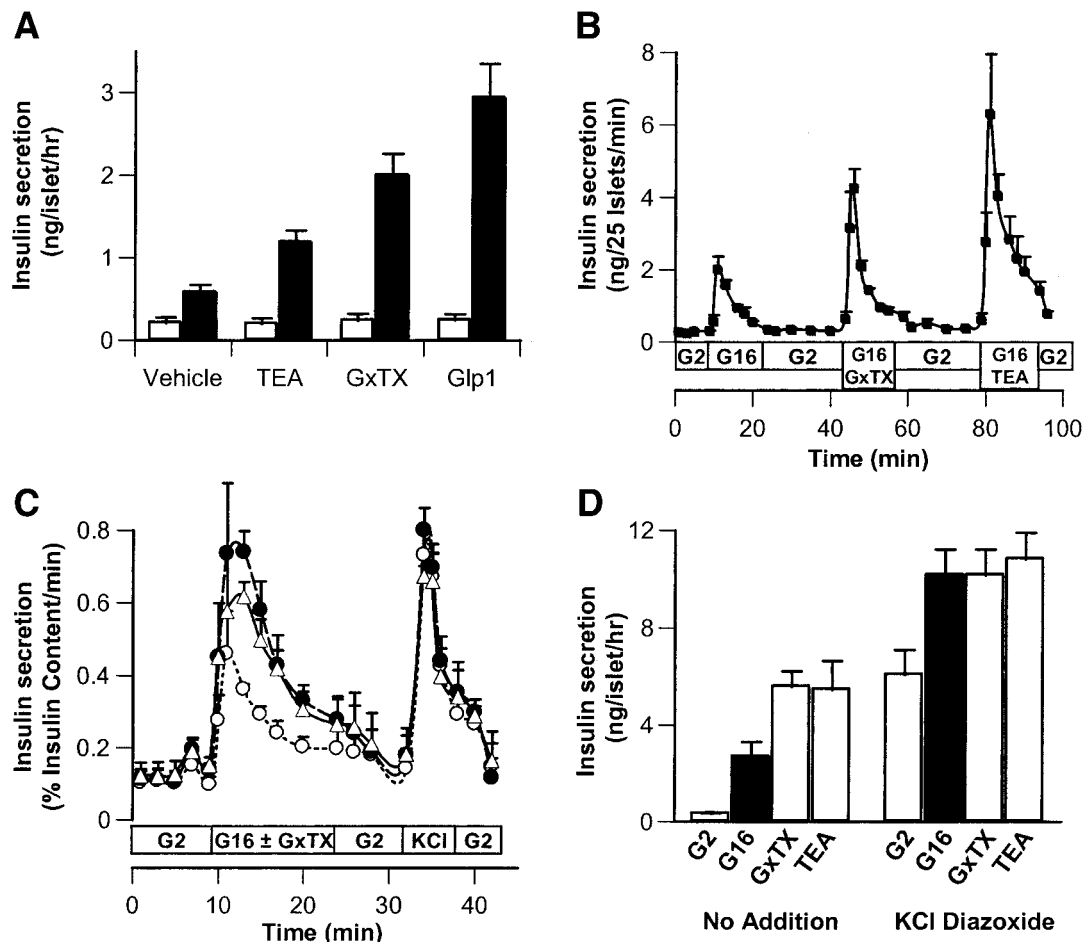 A
Insulin secretion
(ng/islet/hr)
3
2
1
0
Vehicle TEA GxTX Glp1
B
Insulin secretion
(ng/25 Islets/min)
8
6
4
2
0
G2 G16 G2 G16 GxTX G2 G16 TEA G2
0 20 40 60 80 100
Time (min)
C
Insulin secretion
(% Insulin Content/min)
0.8
0.6
0.4
0.2
0
G2 G16 ± GxTX G2 KCl G2
0 10 20 30 40
Time (min)
D
Insulin secretion
(ng/islet/hr)
12
8
4
0
G2 G16 GxTX TEA G2 G16 GxTX TEA
No Addition KCl Diazoxide